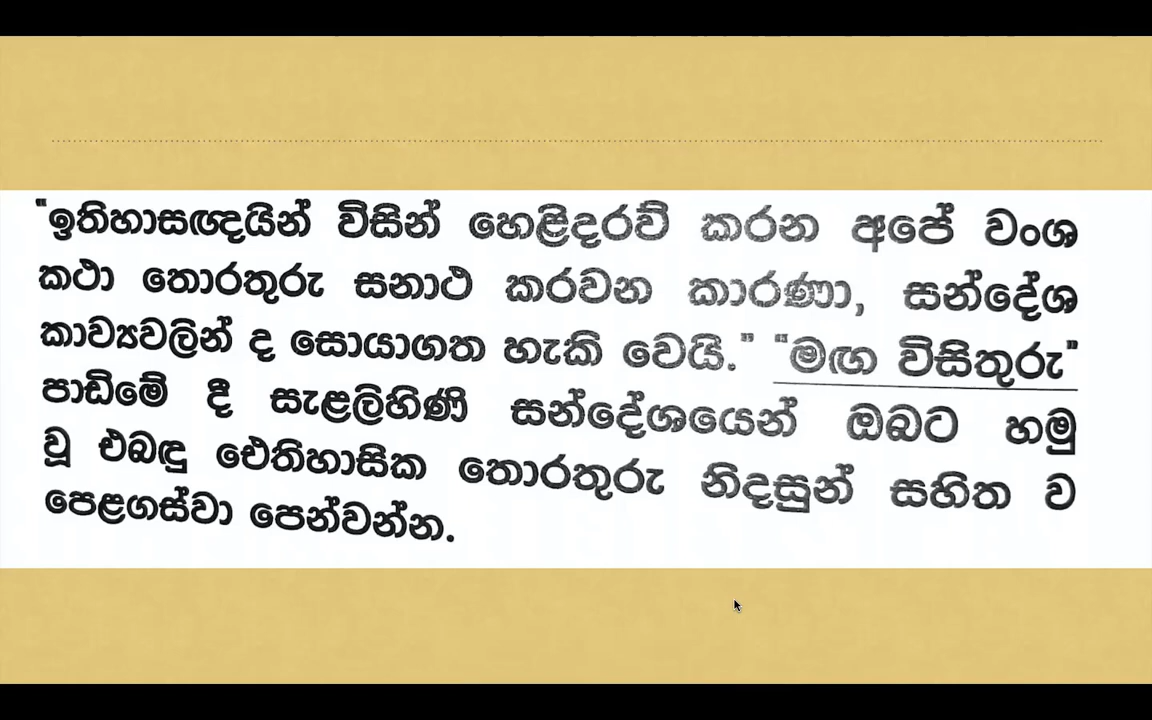 "ඉතිහාසඥයින් විසින් හෙළිදරව් කරන අපේ වංශ
කථා තොරතුරු සනාථ කරවන කාරණා, සන්දේශ
කාව්‍යවලින් ද සොයාගත හැකි වෙයි." "මඟ විසිතුරු"
පාඩමේ දී සැළලිහිණි සන්දේශයෙන් ඔබට හමු
වූ එබඳු ඓතිහාසික තොරතුරු නිදසුන් සහිත ව
පෙළගස්වා පෙන්වන්න.